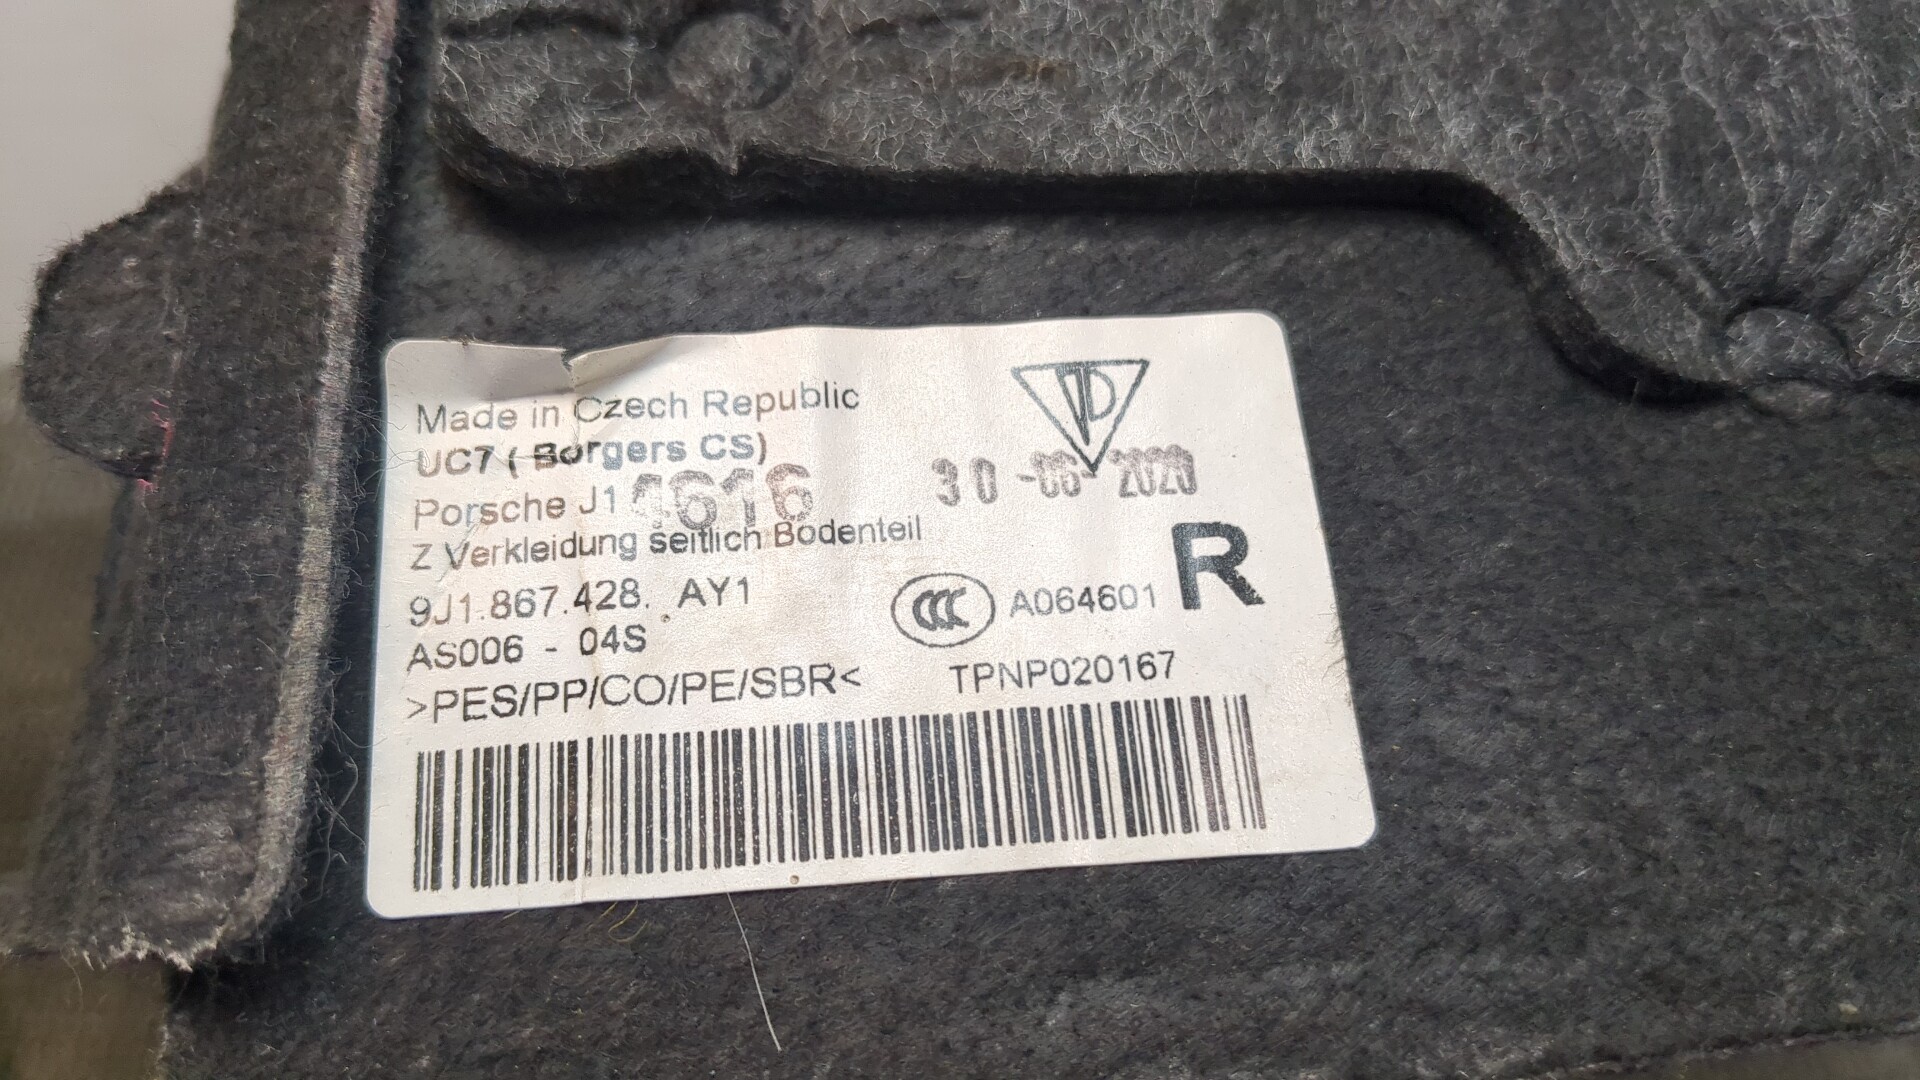 Made in Czech Republic
UC7 ( Borgers CS)
Porsche J1
4616
30 -06- 2020
Z Verkleidung seitlich Bodenteil
9J1.867.428. AY1
CCC A064601 R
AS006 - 04S
>PES/PP/CO/PE/SBR< TPNP020167